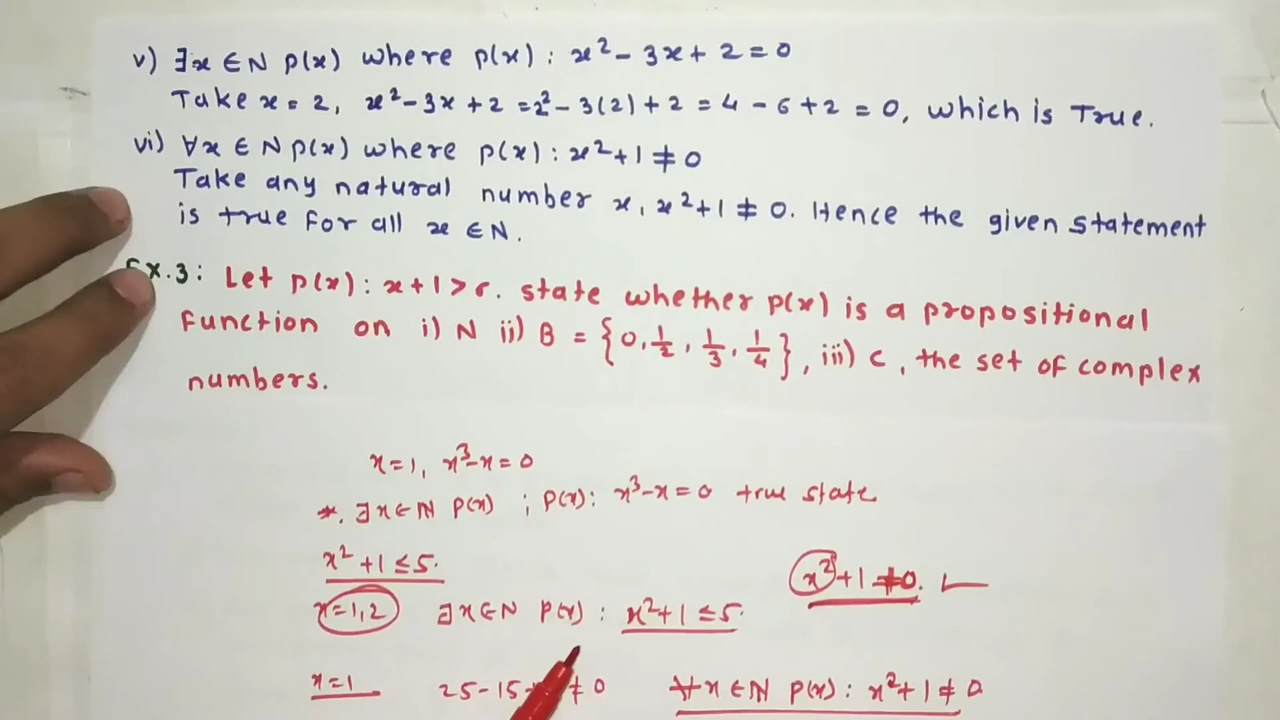 v) ∃x ∈ N P(x) where P(x) : x² - 3x + 2 = 0
Take x = 2, x² - 3x + 2 = 2² - 3(2) + 2 = 4 - 6 + 2 = 0, which is True.
vi) ∀x ∈ N P(x) where P(x) : x² + 1 ≠ 0
Take any natural number x, x² + 1 ≠ 0. Hence the given statement
is true for all x ∈ N.
Ex.3: Let P(x) : x + 1 > 5. state whether P(x) is a propositional
function on i) N ii) B = {0, 1/2, 1/3, 1/4}, iii) C, the set of complex
numbers.
x = 1, x³ - x = 0
*. ∃x ∈ N P(x) ; P(x) : x³ - x = 0 true state
x² + 1 ≤ 5.
x² + 1 ≠ 0.
x = 1, 2 ∃x ∈ N P(x) : x² + 1 ≤ 5.
x = 1 25 - 15 ≠ 0 ∀x ∈ N P(x) : x² + 1 ≠ 0